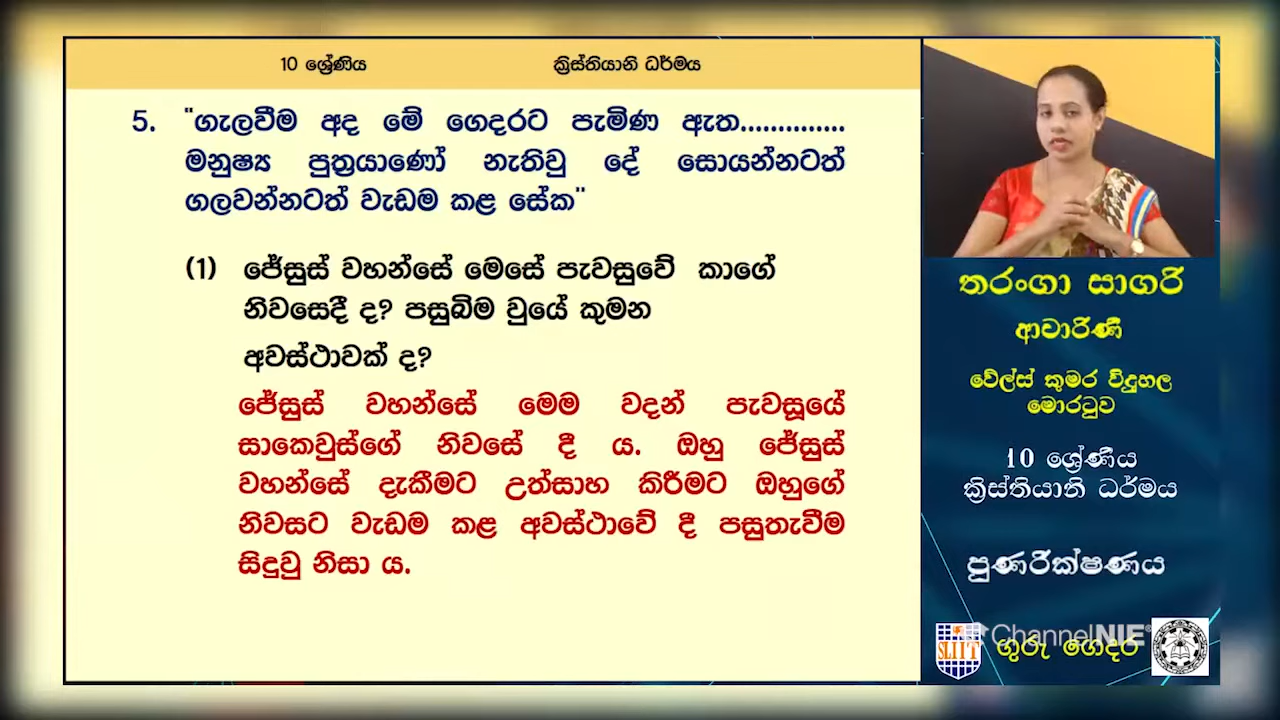 10 ශ්‍රේණිය ක්‍රිස්තියානි ධර්මය
5. "ගැලවීම අද මේ ගෙදරට පැමිණ ඇත..............
මනුෂ්‍ය පුත්‍රයාණෝ නැතිවු දේ සොයන්නටත්
ගලවන්නටත් වැඩම කළ සේක"
(1) ජේසුස් වහන්සේ මෙසේ පැවසුවේ කාගේ
නිවසෙදී ද? පසුබිම වුයේ කුමන
අවස්ථාවක් ද?
ජේසුස් වහන්සේ මෙම වදන් පැවසූයේ
සාකෙවුස්ගේ නිවසේ දී ය. ඔහු ජේසුස්
වහන්සේ දැකීමට උත්සාහ කිරීමට ඔහුගේ
නිවසට වැඩම කළ අවස්ථාවේ දී පසුතැවීම
සිදුවු නිසා ය.
තරංගා සාගරි
ආචාරිණී
වේල්ස් කුමර විදුහල
මොරටුව
10 ශ්‍රේණිය
ක්‍රිස්තියානි ධර්මය
පුණරීක්ෂණය
ChannelNIE
SLIIT ගුරු ගෙදර